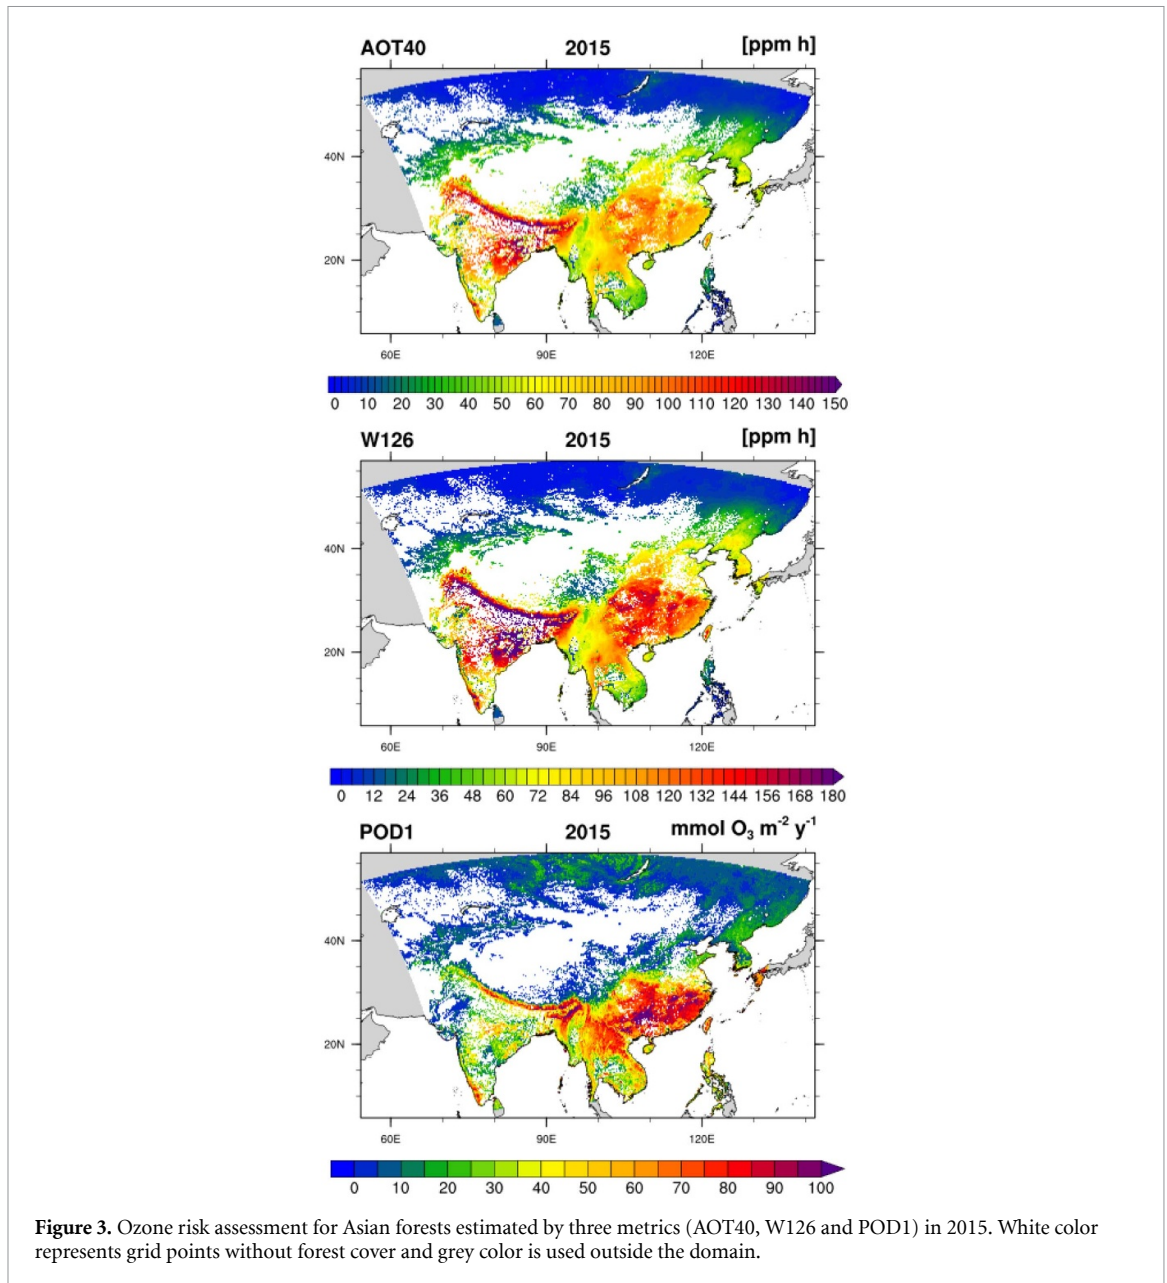 AOT40 2015 [ppm h]
40N
20N
60E 90E 120E
0 10 20 30 40 50 60 70 80 90 100 110 120 130 140 150
W126 2015 [ppm h]
40N
20N
60E 90E 120E
0 12 24 36 48 60 72 84 96 108 120 132 144 156 168 180
POD1 2015 mmol O₃ m⁻² y⁻¹
40N
20N
60E 90E 120E
0 10 20 30 40 50 60 70 80 90 100
Figure 3. Ozone risk assessment for Asian forests estimated by three metrics (AOT40, W126 and POD1) in 2015. White color
represents grid points without forest cover and grey color is used outside the domain.